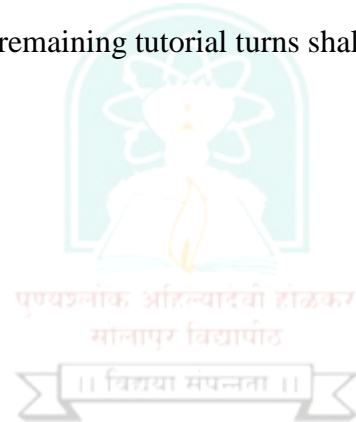 remaining tutorial turns shal
पुण्यश्लोक अहिल्यादेवी होळकर
सोलापूर विद्यापीठ
।। विद्यया संपन्नता ।।